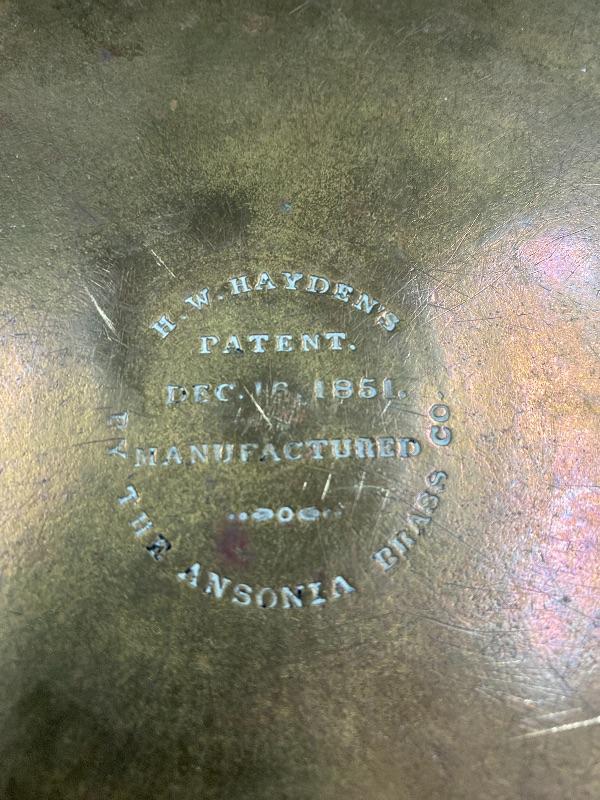 H. W. HAYDEN'S
PATENT.
DEC. 16, 1851.
MANUFACTURED
BY THE ANSONIA BRASS CO.